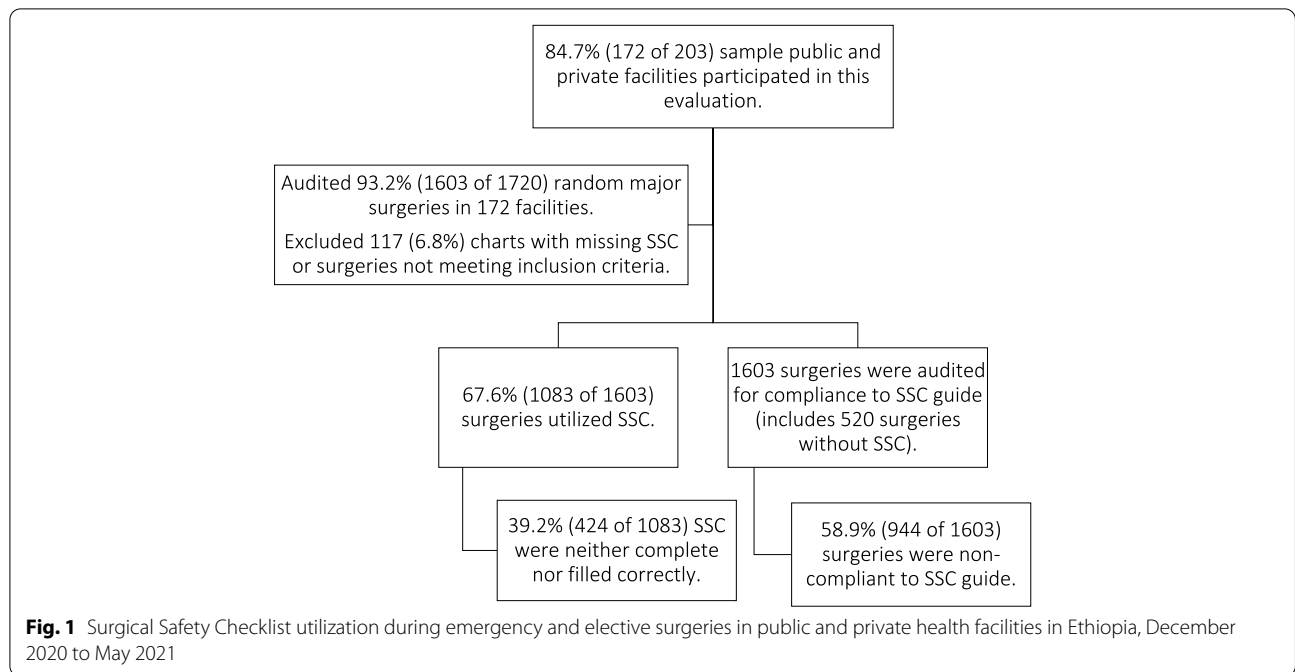 84.7% (172 of 203) sample public and
private facilities participated in this
evaluation.
Audited 93.2% (1603 of 1720) random major
surgeries in 172 facilities.
Excluded 117 (6.8%) charts with missing SSC
or surgeries not meeting inclusion criteria.
67.6% (1083 of 1603)
surgeries utilized SSC.
1603 surgeries were audited
for compliance to SSC guide
(includes 520 surgeries
without SSC).
39.2% (424 of 1083) SSC
were neither complete
nor filled correctly.
58.9% (944 of 1603)
surgeries were non-
compliant to SSC guide.
Fig. 1 Surgical Safety Checklist utilization during emergency and elective surgeries in public and private health facilities in Ethiopia, December
2020 to May 2021